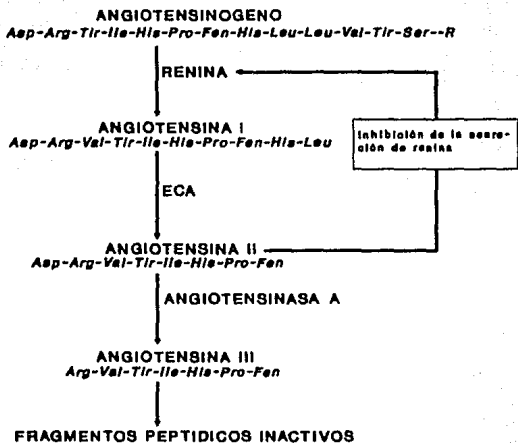 ANGIOTENSINOGENO
Asp-Arg-Tir-Ile-His-Pro-Fen-His-Leu-Leu-Val-Tir-Ser--R
RENINA
ANGIOTENSINA I
Asp-Arg-Val-Tir-Ile-His-Pro-Fen-His-Leu
Inhibición de la secre-
ción de renina
ECA
ANGIOTENSINA II
Asp-Arg-Val-Tir-Ile-His-Pro-Fen
ANGIOTENSINASA A
ANGIOTENSINA III
Arg-Val-Tir-Ile-His-Pro-Fen
FRAGMENTOS PEPTIDICOS INACTIVOS